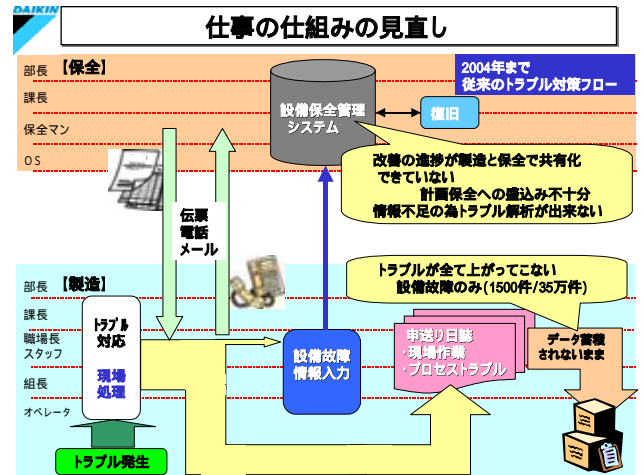 DAIKIN
仕事の仕組みの見直し
部長 【保全】
課長
保全マン
OS
2004年まで
従来のトラブル対策フロー
設備保全管理
システム
復旧
改善の進捗が製造と保全で共有化
できていない
計画保全への盛込み不十分
情報不足の為トラブル解析が出来ない
伝票
電話
メール
部長 【製造】
課長
職場長
スタッフ
組長
オペレータ
トラブル
対応
現場
処理
トラブル発生
設備故障
情報入力
トラブルが全て上がってこない
設備故障のみ(1500件/35万件)
申送り日誌
・現場作業
・プロセストラブル
データ蓄積
されないまま